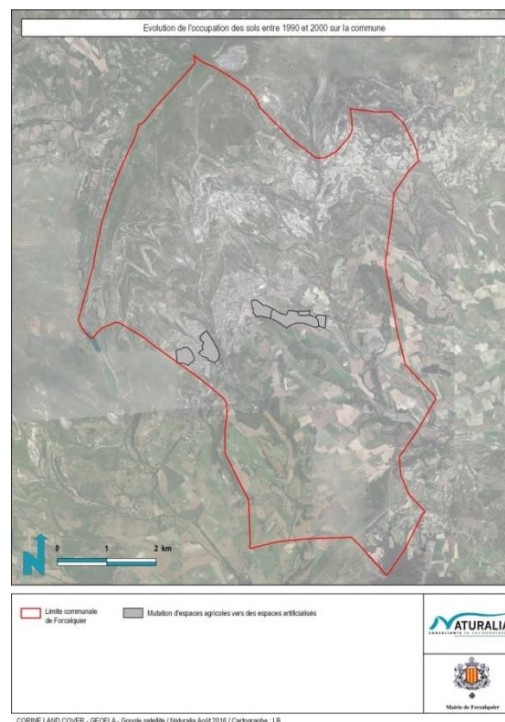 Evolution de l'occupation des sols entre 1990 et 2000 sur la commune
N
0 1 2 km
Limite communale
de Forcalquier
Mutation d'espaces agricoles vers des espaces artificialisés
NATURALIA
Mairie de Forcalquier
CORINE LAND COVER - GEOFLA - Google satellite / Naturalia Août 2016 / Cartographe : LB